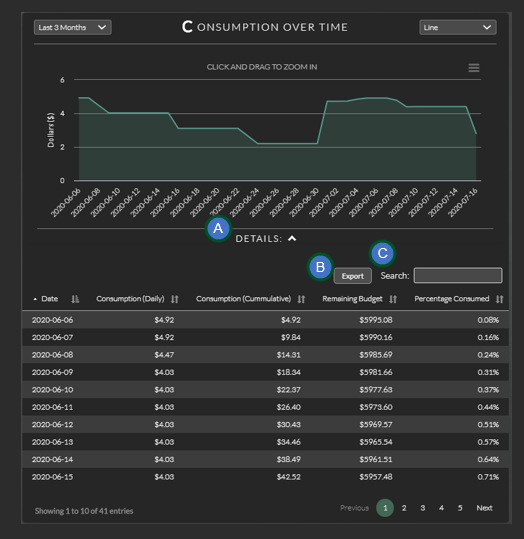 Last 3 Months
CONSUMPTION OVER TIME
Line
CLICK AND DRAG TO ZOOM IN
Dollars($)
6
4
2
0
2020-06-06 2020-06-08 2020-06-10 2020-06-12 2020-06-14 2020-06-16 2020-06-18 2020-06-20 2020-06-22 2020-06-24 2020-06-26 2020-06-28 2020-06-30 2020-07-02 2020-07-04 2020-07-06 2020-07-08 2020-07-10 2020-07-12 2020-07-14 2020-07-16
A
DETAILS:
B
Export
C
Search:
Date Consumption (Daily) Consumption (Cummulative) Remaining Budget Percentage Consumed
2020-06-06 $4.92 $4.92 $5995.08 0.08%
2020-06-07 $4.92 $9.84 $5990.16 0.16%
2020-06-08 $4.47 $14.31 $5985.69 0.24%
2020-06-09 $4.03 $18.34 $5981.66 0.31%
2020-06-10 $4.03 $22.37 $5977.63 0.37%
2020-06-11 $4.03 $26.40 $5973.60 0.44%
2020-06-12 $4.03 $30.43 $5969.57 0.51%
2020-06-13 $4.03 $34.46 $5965.54 0.57%
2020-06-14 $4.03 $38.49 $5961.51 0.64%
2020-06-15 $4.03 $42.52 $5957.48 0.71%
Showing 1 to 10 of 41 entries
Previous 1 2 3 4 5 Next